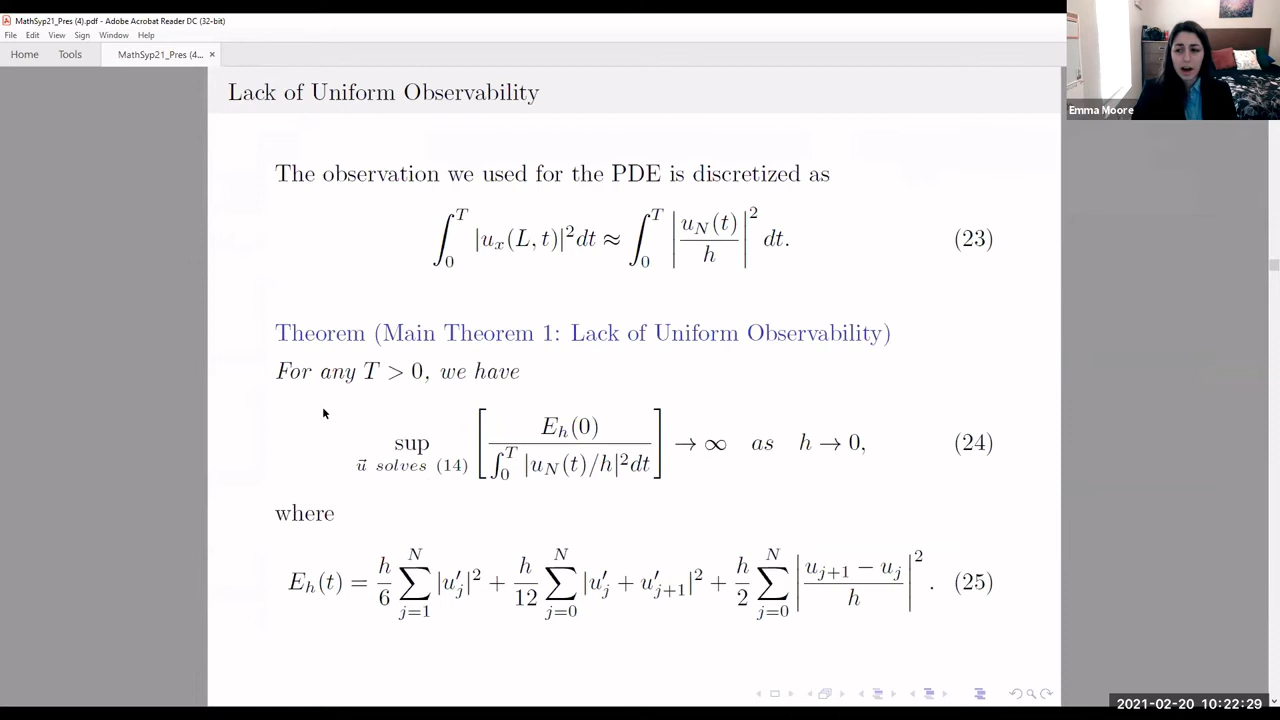 MathSyp21_Pres (4).pdf - Adobe Acrobat Reader DC (32-bit)
File Edit View Sign Window Help
Home Tools MathSyp21_Pres (4... ×
Emma Moore
Lack of Uniform Observability
The observation we used for the PDE is discretized as
∫_0^T |u_x(L, t)|^2 dt ≈ ∫_0^T |u_N(t)/h|^2 dt. (23)
Theorem (Main Theorem 1: Lack of Uniform Observability)
For any T > 0, we have
sup_{u⃗ solves (14)} [E_h(0) / ∫_0^T |u_N(t)/h|^2 dt] → ∞ as h → 0, (24)
where
E_h(t) = h/6 ∑_{j=1}^N |u′_j|^2 + h/12 ∑_{j=0}^N |u′_j + u′_{j+1}|^2 + h/2 ∑_{j=0}^N |(u_{j+1} − u_j)/h|^2. (25)
2021-02-20 10:22:29